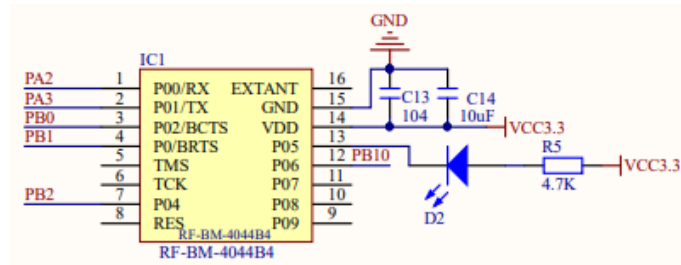 GND
IC1
PA2 1 P00/RX EXTANT 16
PA3 2 P01/TX GND 15 C13 C14
PB0 3 P02/BCTS VDD 14 104 10uF VCC3.3
PB1 4 P0/BRTS P05 13 R5
5 TMS P06 12 PB10 VCC3.3
6 TCK P07 11 4.7K
PB2 7 P04 P08 10
8 RES P09 9 D2
RF-BM-4044B4
RF-BM-4044B4